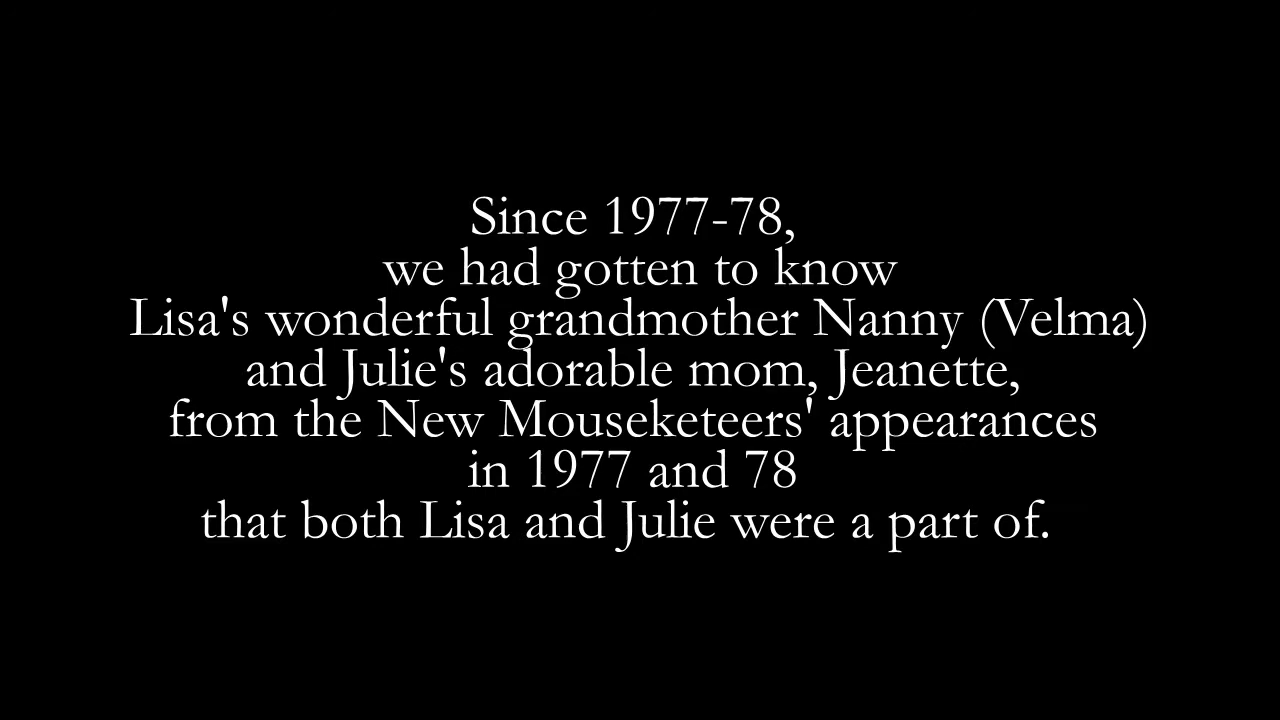 Since 1977-78,
we had gotten to know
Lisa's wonderful grandmother Nanny (Velma)
and Julie's adorable mom, Jeanette,
from the New Mouseketeers' appearances
in 1977 and 78
that both Lisa and Julie were a part of.